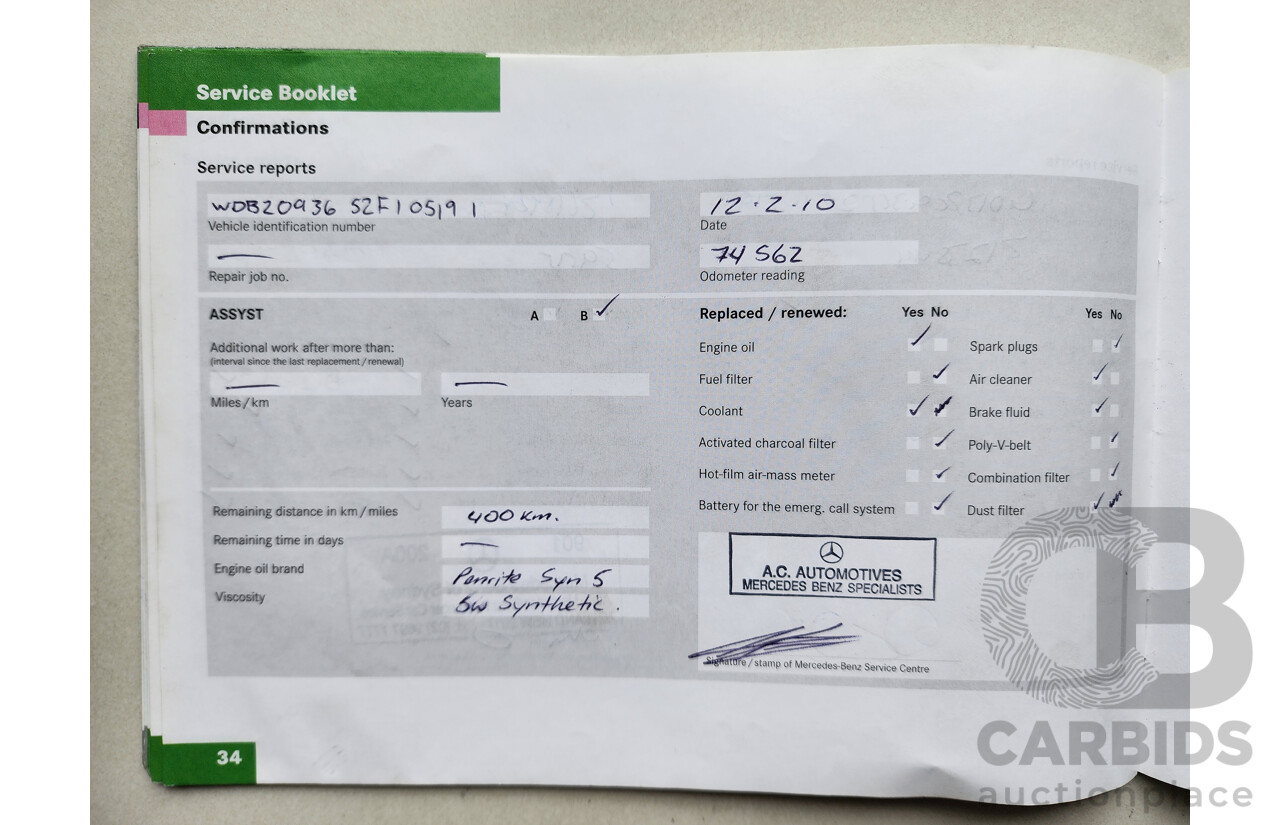 Service Booklet
Confirmations
Service reports
WDB20936 52F105191
Vehicle identification number
12.2.10
Date
Repair job no.
74 562
Odometer reading
ASSYST
A
B
Additional work after more than:
(interval since the last replacement / renewal)
Miles/km
Years
Remaining distance in km/miles
400 km.
Remaining time in days
Engine oil brand
Penrite Syn 5
Viscosity
5w Synthetic.
Replaced / renewed:
Yes No
Yes No
Engine oil
Spark plugs
Fuel filter
Air cleaner
Coolant
Brake fluid
Activated charcoal filter
Poly-V-belt
Hot-film air-mass meter
Combination filter
Battery for the emerg. call system
Dust filter
A.C. AUTOMOTIVES
MERCEDES BENZ SPECIALISTS
Signature / stamp of Mercedes-Benz Service Centre
34
CARBIDS
auctionplace